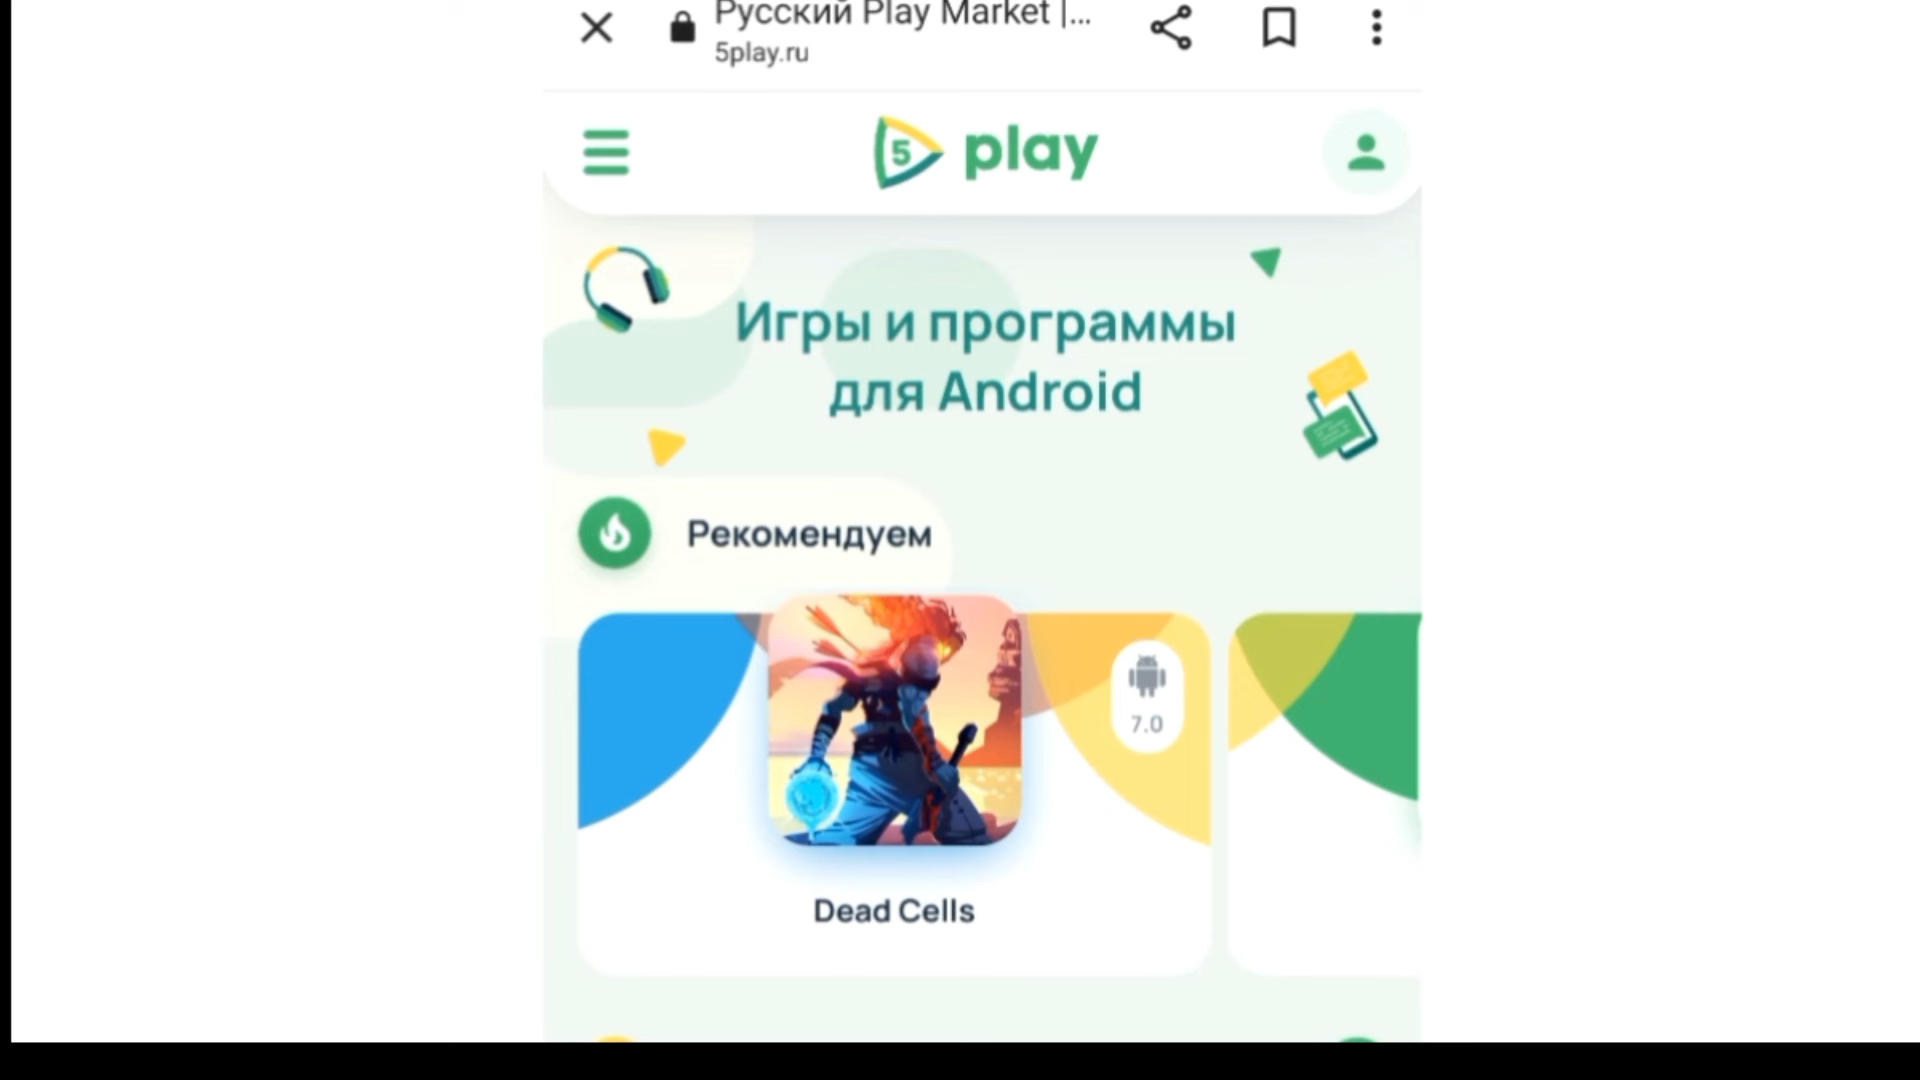 Русский Play Market |...
5play.ru
5 play
Игры и программы
для Android
Рекомендуем
7.0
Dead Cells